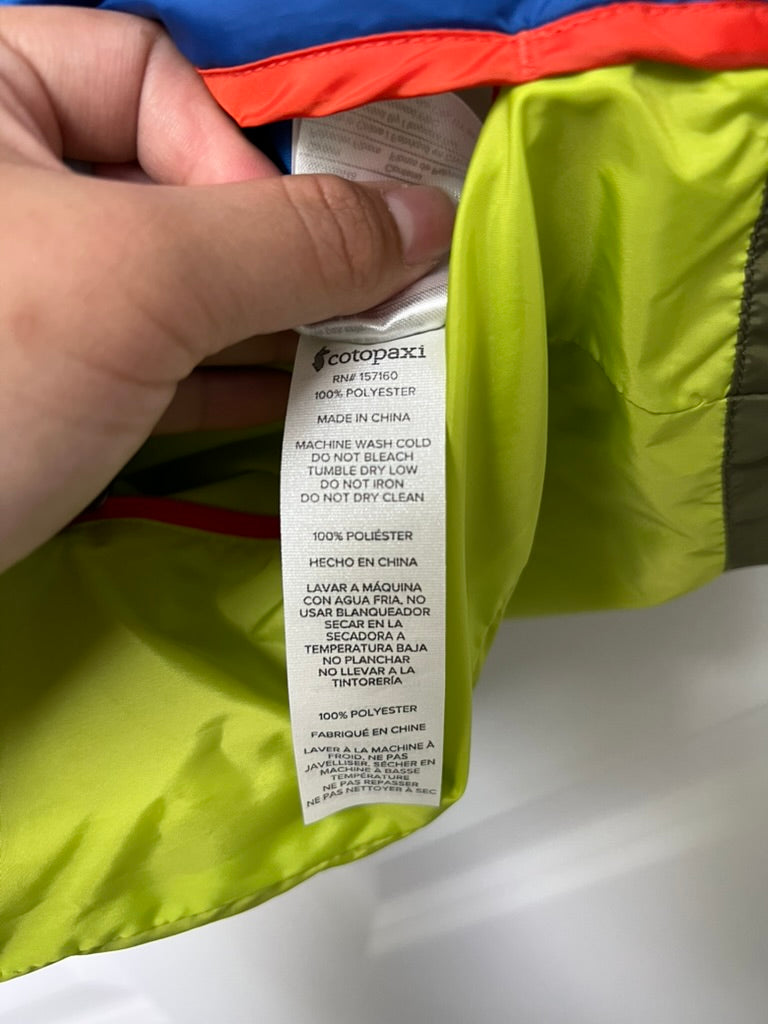 cotopaxi
RN# 157160
100% POLYESTER
MADE IN CHINA
MACHINE WASH COLD
DO NOT BLEACH
TUMBLE DRY LOW
DO NOT IRON
DO NOT DRY CLEAN
100% POLIÉSTER
HECHO EN CHINA
LAVAR A MÁQUINA
CON AGUA FRIA. NO
USAR BLANQUEADOR
SECAR EN LA
SECADORA A
TEMPERATURA BAJA
NO PLANCHAR
NO LLEVAR A LA
TINTORERÍA
100% POLYESTER
FABRIQUÉ EN CHINE
LAVER À LA MACHINE À
FROID, NE PAS
JAVELLISER, SÉCHER EN
MACHINE À BASSE
TEMPÉRATURE
NE PAS REPASSER
NE PAS NETTOYER À SEC